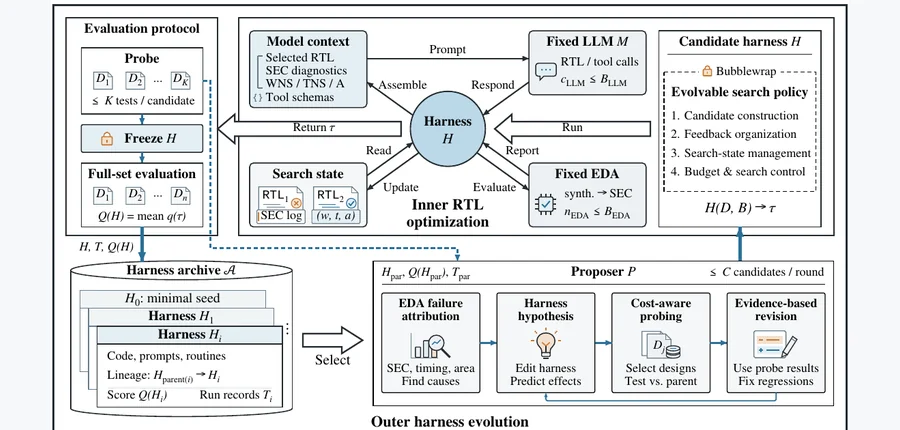 Evaluation protocol
Probe
D1 D2 ... DK
≤ K tests / candidate
Freeze H
Full-set evaluation
D1 D2 ... Dn
Q(H) = mean q(τ)
H, T, Q(H)
Model context
Selected RTL
SEC diagnostics
WNS / TNS / A
{} Tool schemas
Prompt
Fixed LLM M
RTL / tool calls
cLLM ≤ BLLM
Assemble
Respond
Harness
H
Return τ
Run
Read
Report
Update
Evaluate
Search state
RTL1
SEC log
RTL2
(w, t, a)
Inner RTL
optimization
Fixed EDA
synth. → SEC
nEDA ≤ BEDA
Candidate harness H
Bubblewrap
Evolvable search policy
1. Candidate construction
2. Feedback organization
3. Search-state management
4. Budget & search control
H(D, B) → τ
Harness archive 𝒜
H0: minimal seed
Harness H1
Harness Hi
Code, prompts, routines
Lineage: Hparent(i) → Hi
Score Q(Hi) Run records Ti
Select
Hpar, Q(Hpar), Tpar
Proposer P
≤ C candidates / round
EDA failure
attribution
SEC, timing, area
Find causes
Harness
hypothesis
Edit harness
Predict effects
Cost-aware
probing
Dj
Select designs
Test vs. parent
Evidence-based
revision
Use probe results
Fix regressions
Outer harness evolution